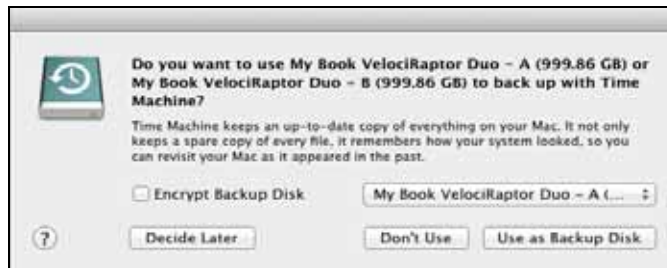 Do you want to use My Book VelociRaptor Duo – A (999.86 GB) or
My Book VelociRaptor Duo – B (999.86 GB) to back up with Time
Machine?
Time Machine keeps an up-to-date copy of everything on your Mac. It not only
keeps a spare copy of every file, it remembers how your system looked, so you
can revisit your Mac as it appeared in the past.
Encrypt Backup Disk My Book VelociRaptor Duo – A (...
? Decide Later Don't Use Use as Backup Disk